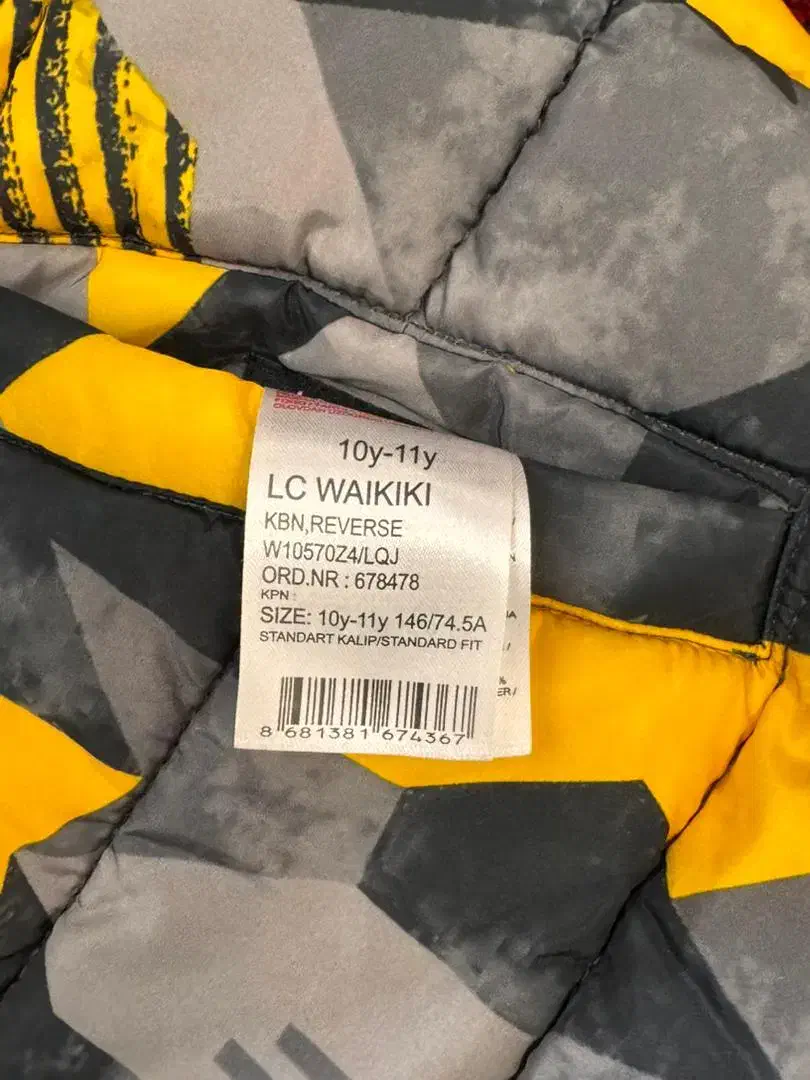 10y-11y
LC WAIKIKI
KBN,REVERSE
W10570Z4/LQJ
ORD.NR : 678478
KPN :
SIZE: 10y-11y 146/74.5A
STANDART KALIP/STANDARD FIT
8 681381 674367
%
ER/